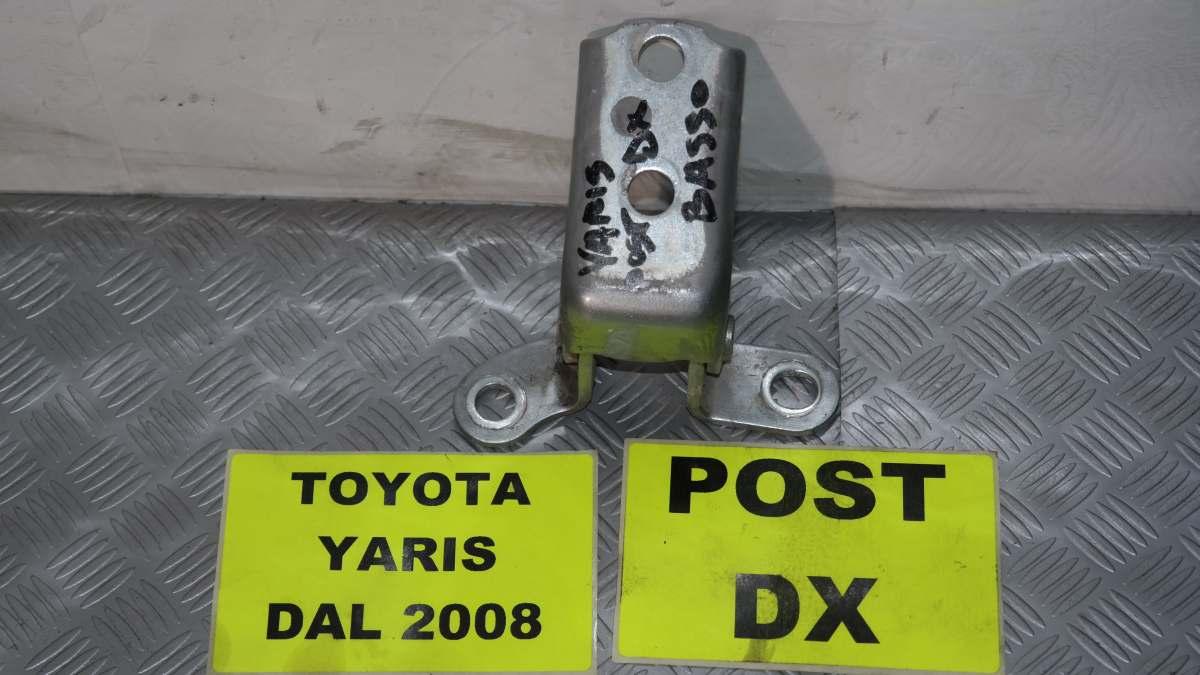 YARIS
POST DX
BASSO
TOYOTA
YARIS
DAL 2008
POST
DX